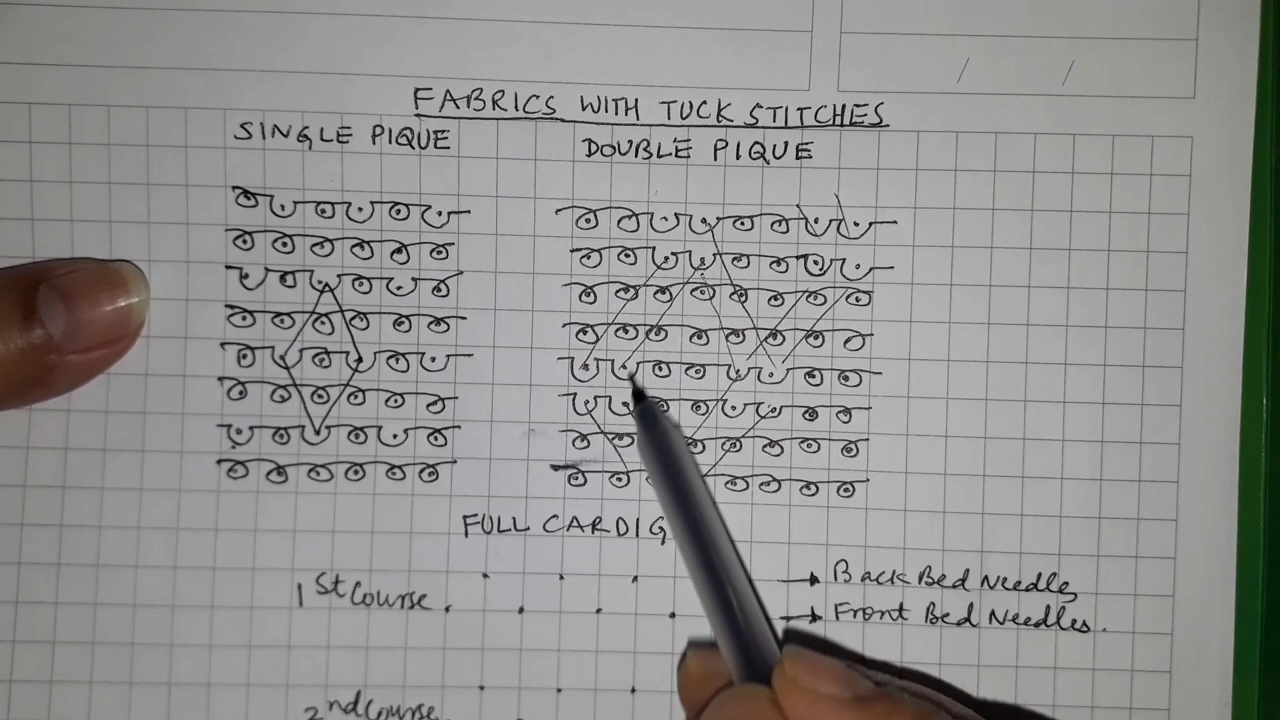 FABRICS WITH TUCK STITCHES
SINGLE PIQUE
DOUBLE PIQUE
FULL CARDIG
1st Course.
→ Back Bed Needles
→ Front Bed Needles.
2nd Course